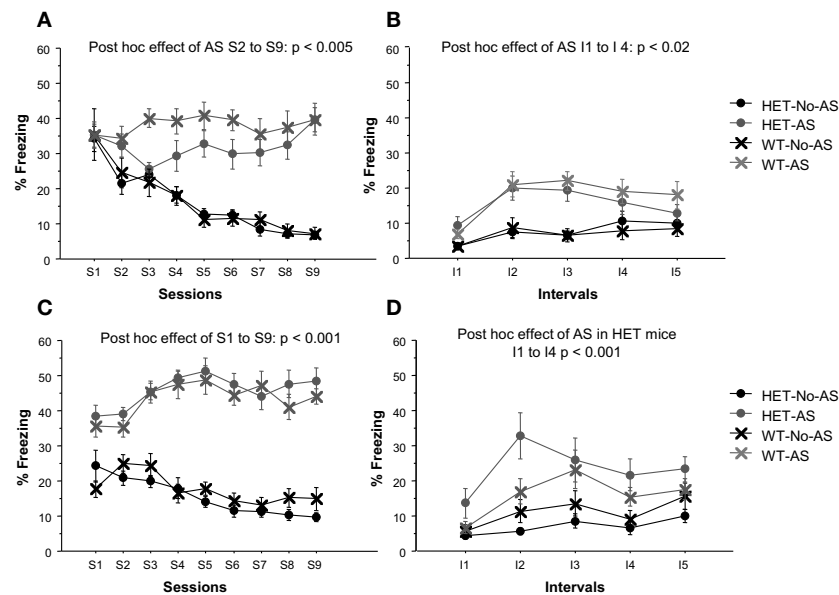 A
Post hoc effect of AS S2 to S9: p < 0.005
60
50
40
30
20
10
0
% Freezing
S1 S2 S3 S4 S5 S6 S7 S8 S9
Sessions
B
Post hoc effect of AS I1 to I 4: p < 0.02
60
50
40
30
20
10
0
% Freezing
I1 I2 I3 I4 I5
Intervals
HET-No-AS
HET-AS
WT-No-AS
WT-AS
C
Post hoc effect of S1 to S9: p < 0.001
60
50
40
30
20
10
0
% Freezing
S1 S2 S3 S4 S5 S6 S7 S8 S9
Sessions
D
Post hoc effect of AS in HET mice
I1 to I4 p < 0.001
60
50
40
30
20
10
0
% Freezing
I1 I2 I3 I4 I5
Intervals
HET-No-AS
HET-AS
WT-No-AS
WT-AS